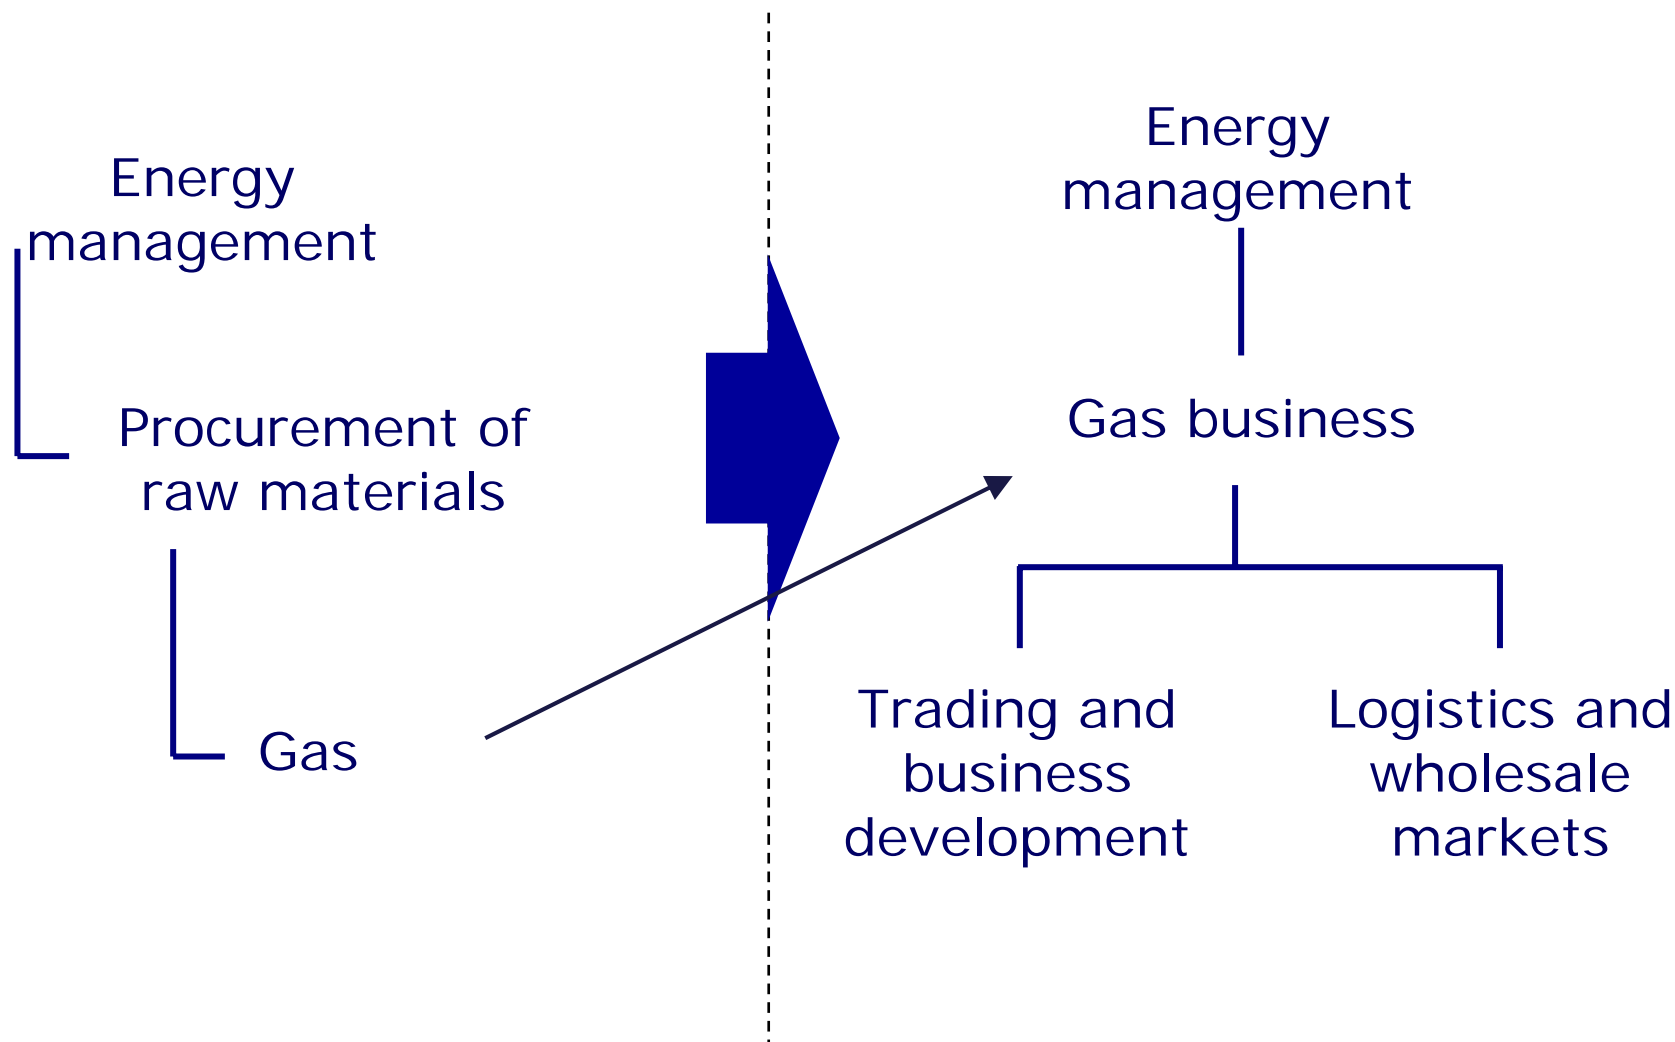 Energy
management
Procurement of
raw materials
Gas
Energy
management
Gas business
Trading and
business
development
Logistics and
wholesale
markets